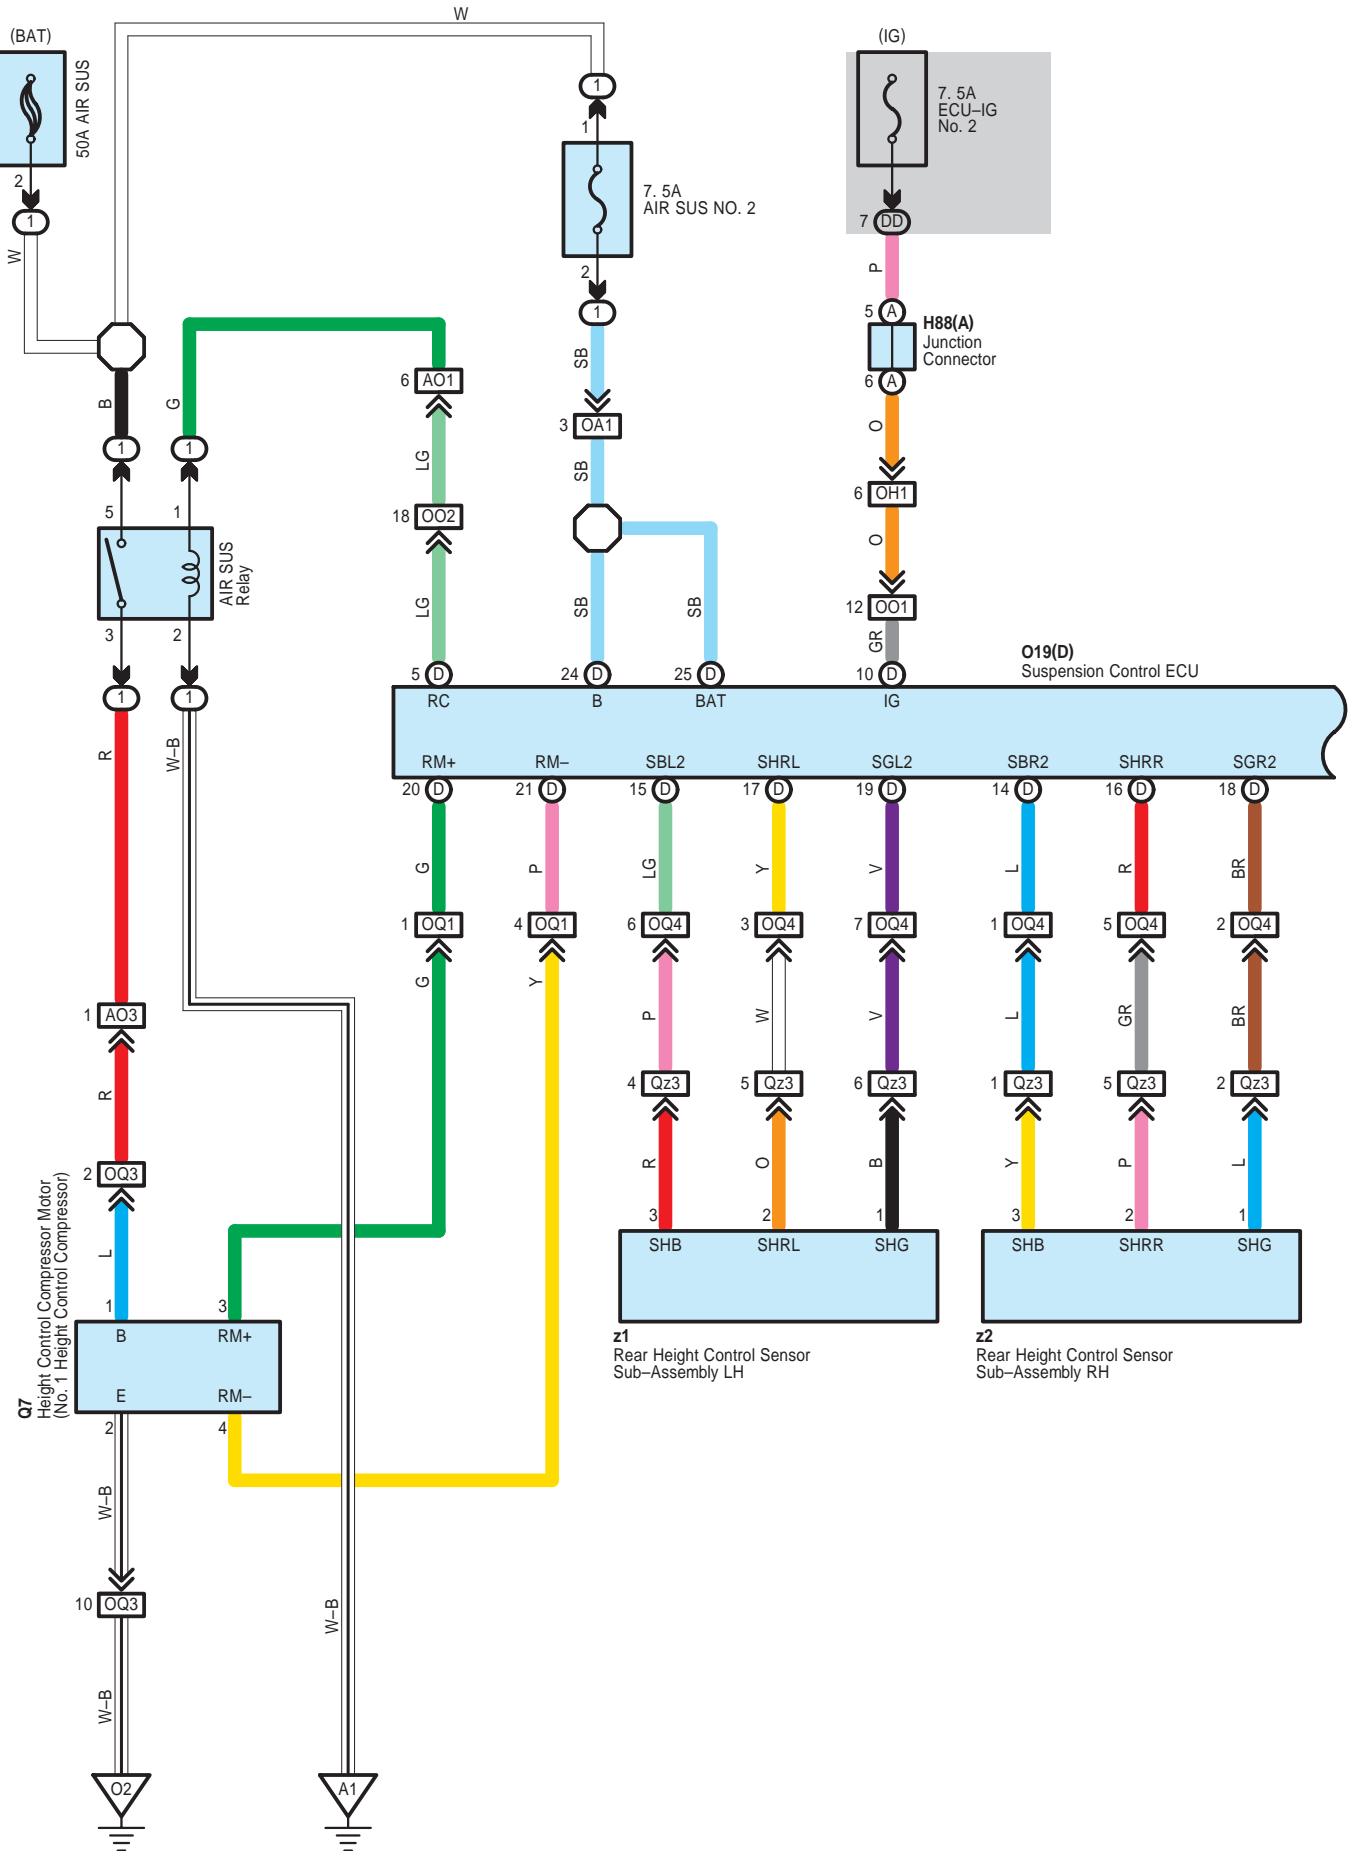 W
(BAT)
(IG)
50A AIR SUS
1
7. 5A
ECU–IG
No. 2
1
7. 5A
AIR SUS NO. 2
2
1
7 DD
W
2
P
1
5 A
H88(A)
Junction
Connector
SB
6 A
6 AO1
B
G
O
3 OA1
1
1
LG
SB
6 OH1
5
1
18 OO2
O
AIR SUS
Relay
LG
SB
SB
12 OO1
3
2
GR
O19(D)
Suspension Control ECU
5 D
24 D
25 D
10 D
1
1
RC
B
BAT
IG
R
W–B
RM+
RM–
SBL2
SHRL
SGL2
SBR2
SHRR
SGR2
20 D
21 D
15 D
17 D
19 D
14 D
16 D
18 D
G
P
LG
Y
V
L
R
BR
1 OQ1
4 OQ1
6 OQ4
3 OQ4
7 OQ4
1 OQ4
5 OQ4
2 OQ4
G
Y
1 AO3
P
W
V
L
GR
BR
R
4 Qz3
5 Qz3
6 Qz3
1 Qz3
5 Qz3
2 Qz3
2 OQ3
R
O
B
Y
P
L
L
3
2
1
3
2
1
SHB
SHRL
SHG
SHB
SHRR
SHG
1
3
B
RM+
z1
Rear Height Control Sensor
Sub–Assembly LH
z2
Rear Height Control Sensor
Sub–Assembly RH
Q7
Height Control Compressor Motor
(No. 1 Height Control Compressor)
E
RM–
2
4
W–B
10 OQ3
W–B
W–B
O2
A1